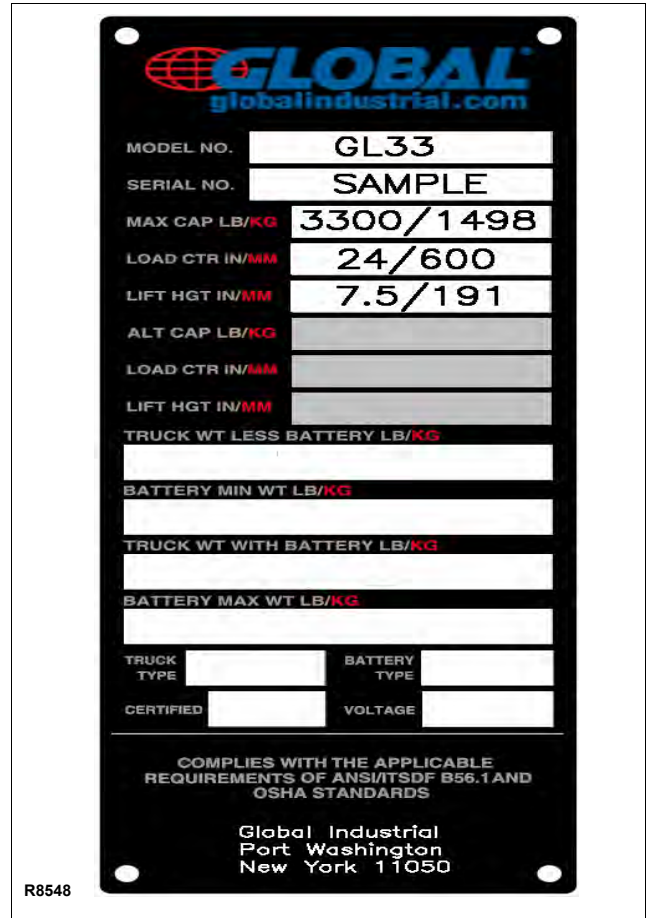 GLOBAL
globalindustrial.com
MODEL NO. GL33
SERIAL NO. SAMPLE
MAX CAP LB/KG 3300/1498
LOAD CTR IN/MM 24/600
LIFT HGT IN/MM 7.5/191
ALT CAP LB/KG
LOAD CTR IN/MM
LIFT HGT IN/MM
TRUCK WT LESS BATTERY LB/KG
BATTERY MIN WT LB/KG
TRUCK WT WITH BATTERY LB/KG
BATTERY MAX WT LB/KG
TRUCK TYPE BATTERY TYPE
CERTIFIED VOLTAGE
COMPLIES WITH THE APPLICABLE
REQUIREMENTS OF ANSI/ITSDF B56.1 AND
OSHA STANDARDS
Global Industrial
Port Washington
New York 11050
R8548